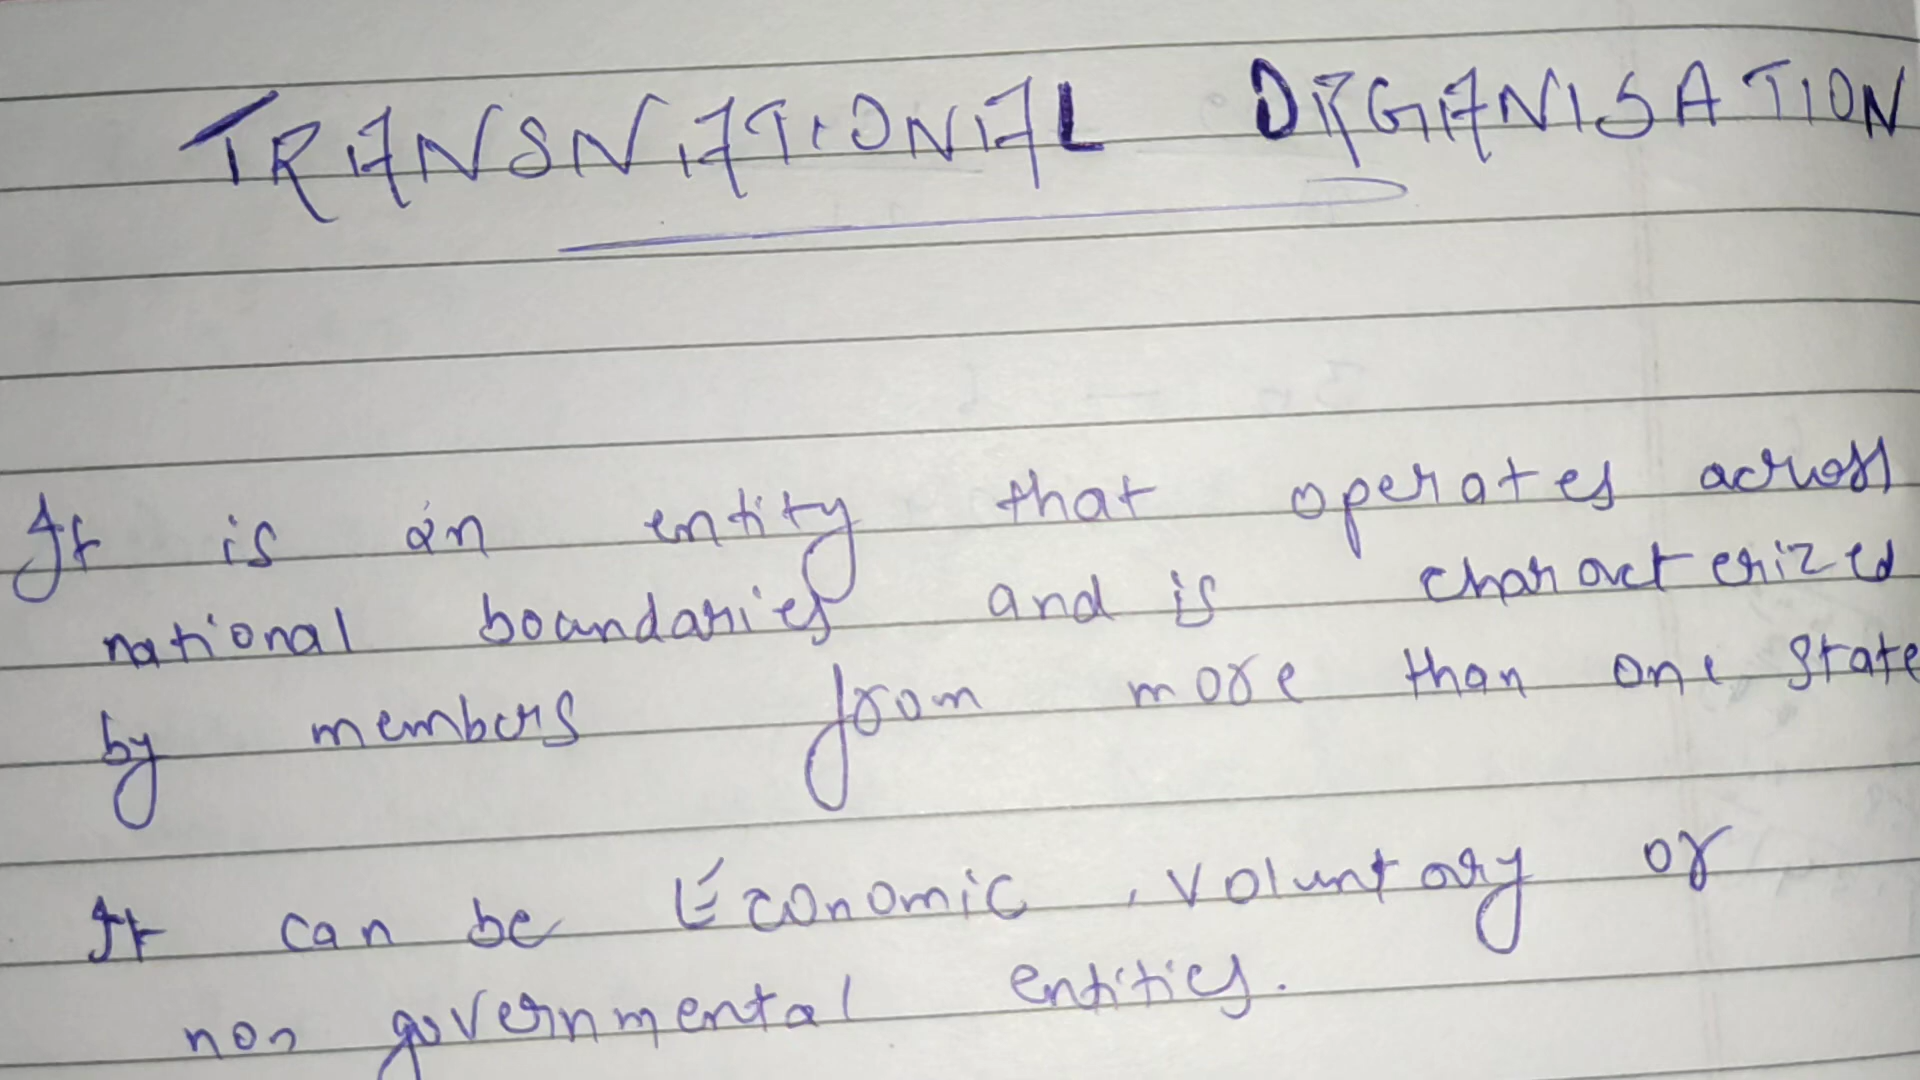 TRANSNATIONAL ORGANISATION
It is an entity that operates across
national boundaries and is characterized
by members from more than one state
It can be Economic, voluntary or
non governmental entities.